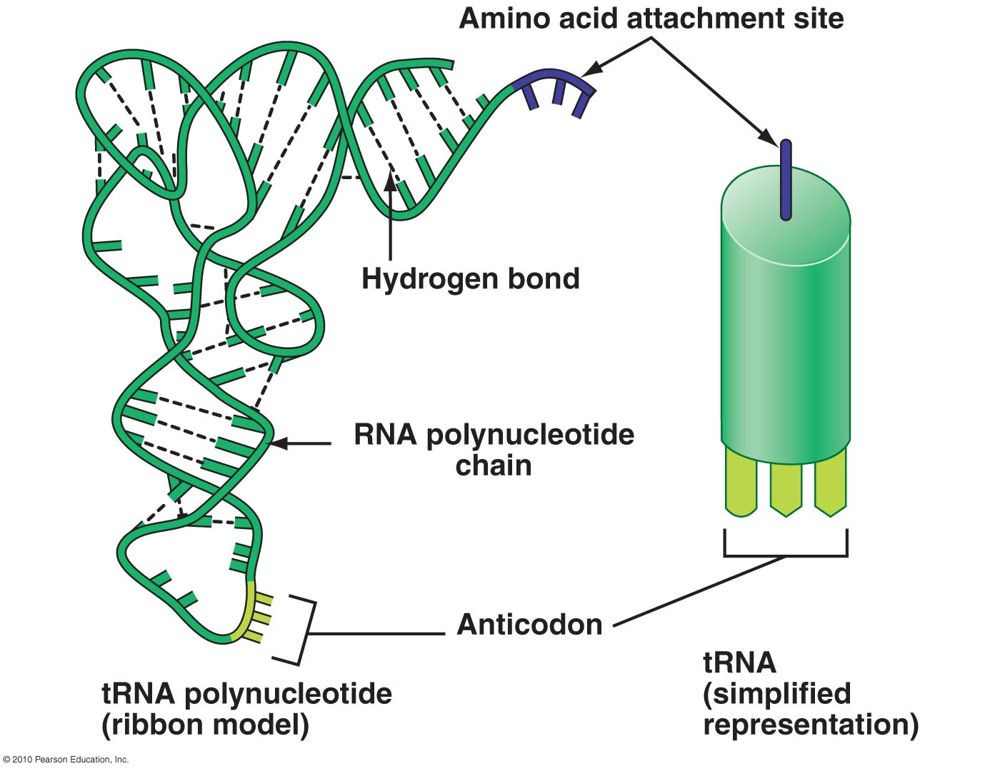 Amino acid attachment site
Hydrogen bond
RNA polynucleotide
chain
Anticodon
tRNA polynucleotide
(ribbon model)
tRNA
(simplified
representation)
© 2010 Pearson Education, Inc.